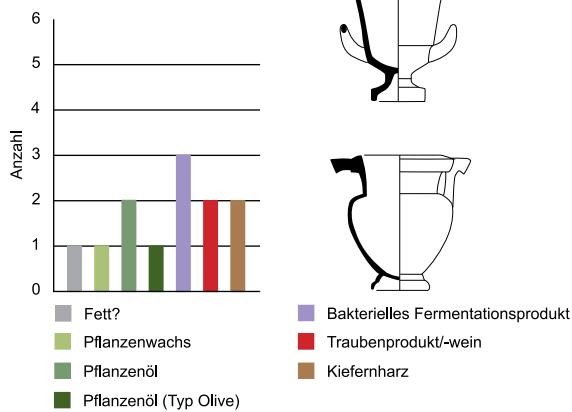 6
5
4
3
2
1
0
Anzahl
Fett?
Pflanzenwachs
Pflanzenöl
Pflanzenöl (Typ Olive)
Bakterielles Fermentationsprodukt
Traubenprodukt/-wein
Kiefernharz